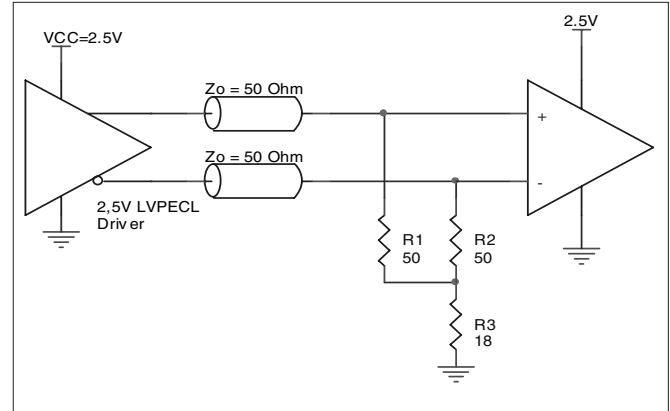 VCC=2.5V
2.5V
Zo = 50 Ohm
+
Zo = 50 Ohm
-
2,5V LVPECL
Driver
R1
50
R2
50
R3
18